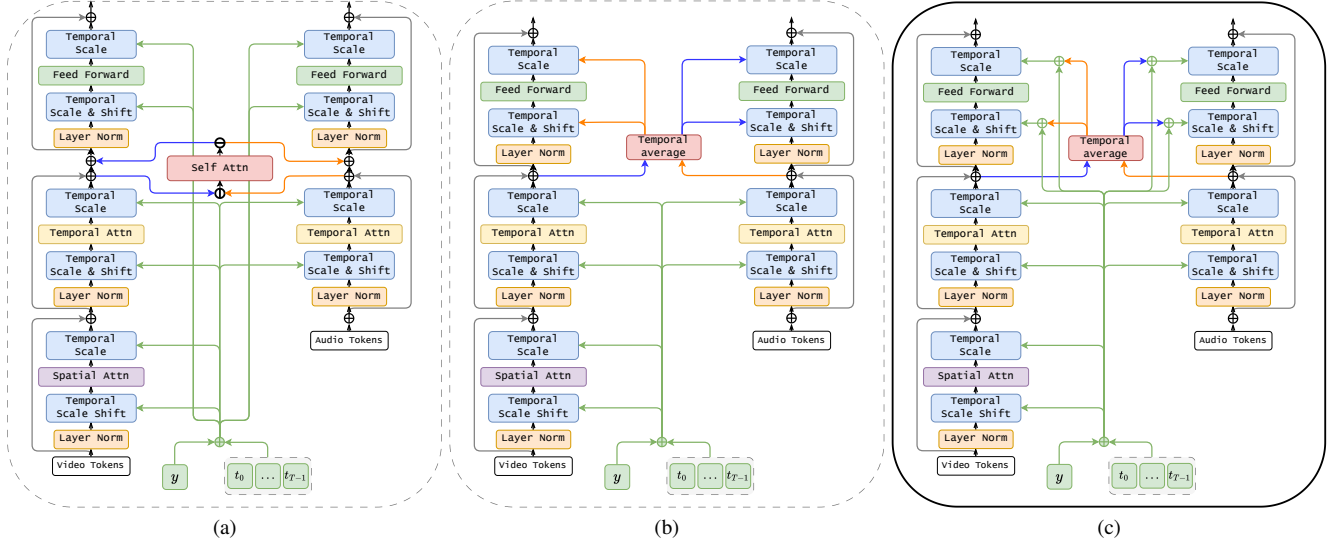 Temporal
Scale
Feed Forward
Temporal
Scale & Shift
Layer Norm
Self Attn
Temporal
Scale
Temporal Attn
Temporal
Scale & Shift
Layer Norm
Temporal
Scale
Spatial Attn
Temporal
Scale Shift
Layer Norm
Video Tokens
Temporal
Scale
Feed Forward
Temporal
Scale & Shift
Layer Norm
Temporal
Scale
Temporal Attn
Temporal
Scale & Shift
Layer Norm
Audio Tokens
y
t0 ... tT−1
(a)
Temporal
Scale
Feed Forward
Temporal
Scale & Shift
Layer Norm
Temporal
average
Temporal
Scale
Temporal Attn
Temporal
Scale & Shift
Layer Norm
Temporal
Scale
Spatial Attn
Temporal
Scale Shift
Layer Norm
Video Tokens
Temporal
Scale
Feed Forward
Temporal
Scale & Shift
Layer Norm
Temporal
Scale
Temporal Attn
Temporal
Scale & Shift
Layer Norm
Audio Tokens
y
t0 ... tT−1
(b)
Temporal
Scale
Feed Forward
Temporal
Scale & Shift
Layer Norm
Temporal
average
Temporal
Scale
Temporal Attn
Temporal
Scale & Shift
Layer Norm
Temporal
Scale
Spatial Attn
Temporal
Scale Shift
Layer Norm
Video Tokens
Temporal
Scale
Feed Forward
Temporal
Scale & Shift
Layer Norm
Temporal
Scale
Temporal Attn
Temporal
Scale & Shift
Layer Norm
Audio Tokens
y
t0 ... tT−1
(c)